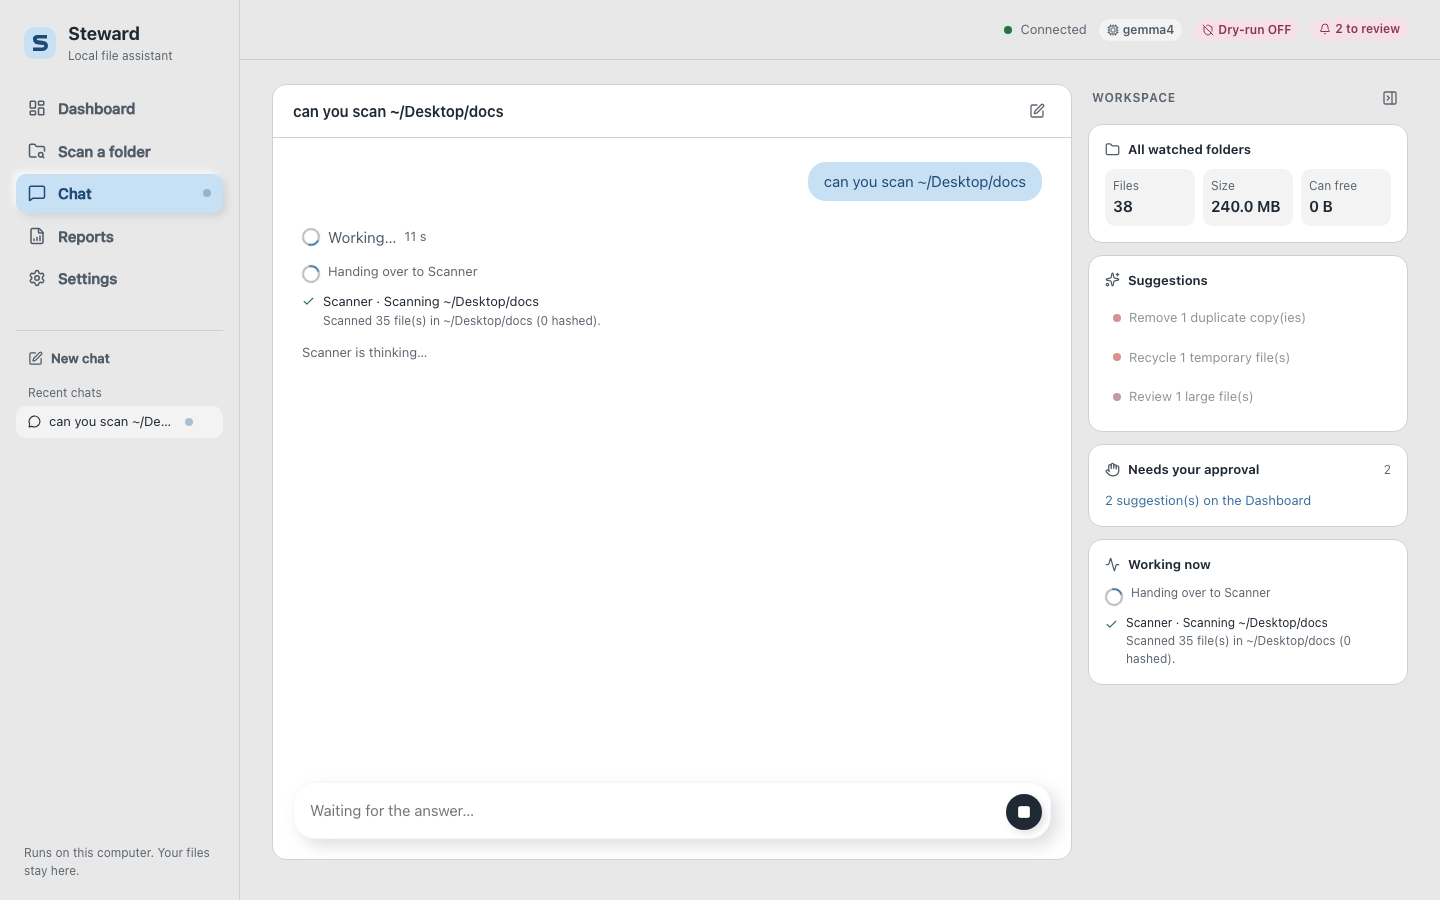 Steward
Local file assistant
Dashboard
Scan a folder
Chat
Reports
Settings
New chat
Recent chats
can you scan ~/De...
Runs on this computer. Your files
stay here.
Connected
gemma4
Dry-run OFF
2 to review
can you scan ~/Desktop/docs
can you scan ~/Desktop/docs
Working... 11 s
Handing over to Scanner
Scanner · Scanning ~/Desktop/docs
Scanned 35 file(s) in ~/Desktop/docs (0 hashed).
Scanner is thinking...
Waiting for the answer...
WORKSPACE
All watched folders
Files
38
Size
240.0 MB
Can free
0 B
Suggestions
Remove 1 duplicate copy(ies)
Recycle 1 temporary file(s)
Review 1 large file(s)
Needs your approval 2
2 suggestion(s) on the Dashboard
Working now
Handing over to Scanner
Scanner · Scanning ~/Desktop/docs
Scanned 35 file(s) in ~/Desktop/docs (0
hashed).